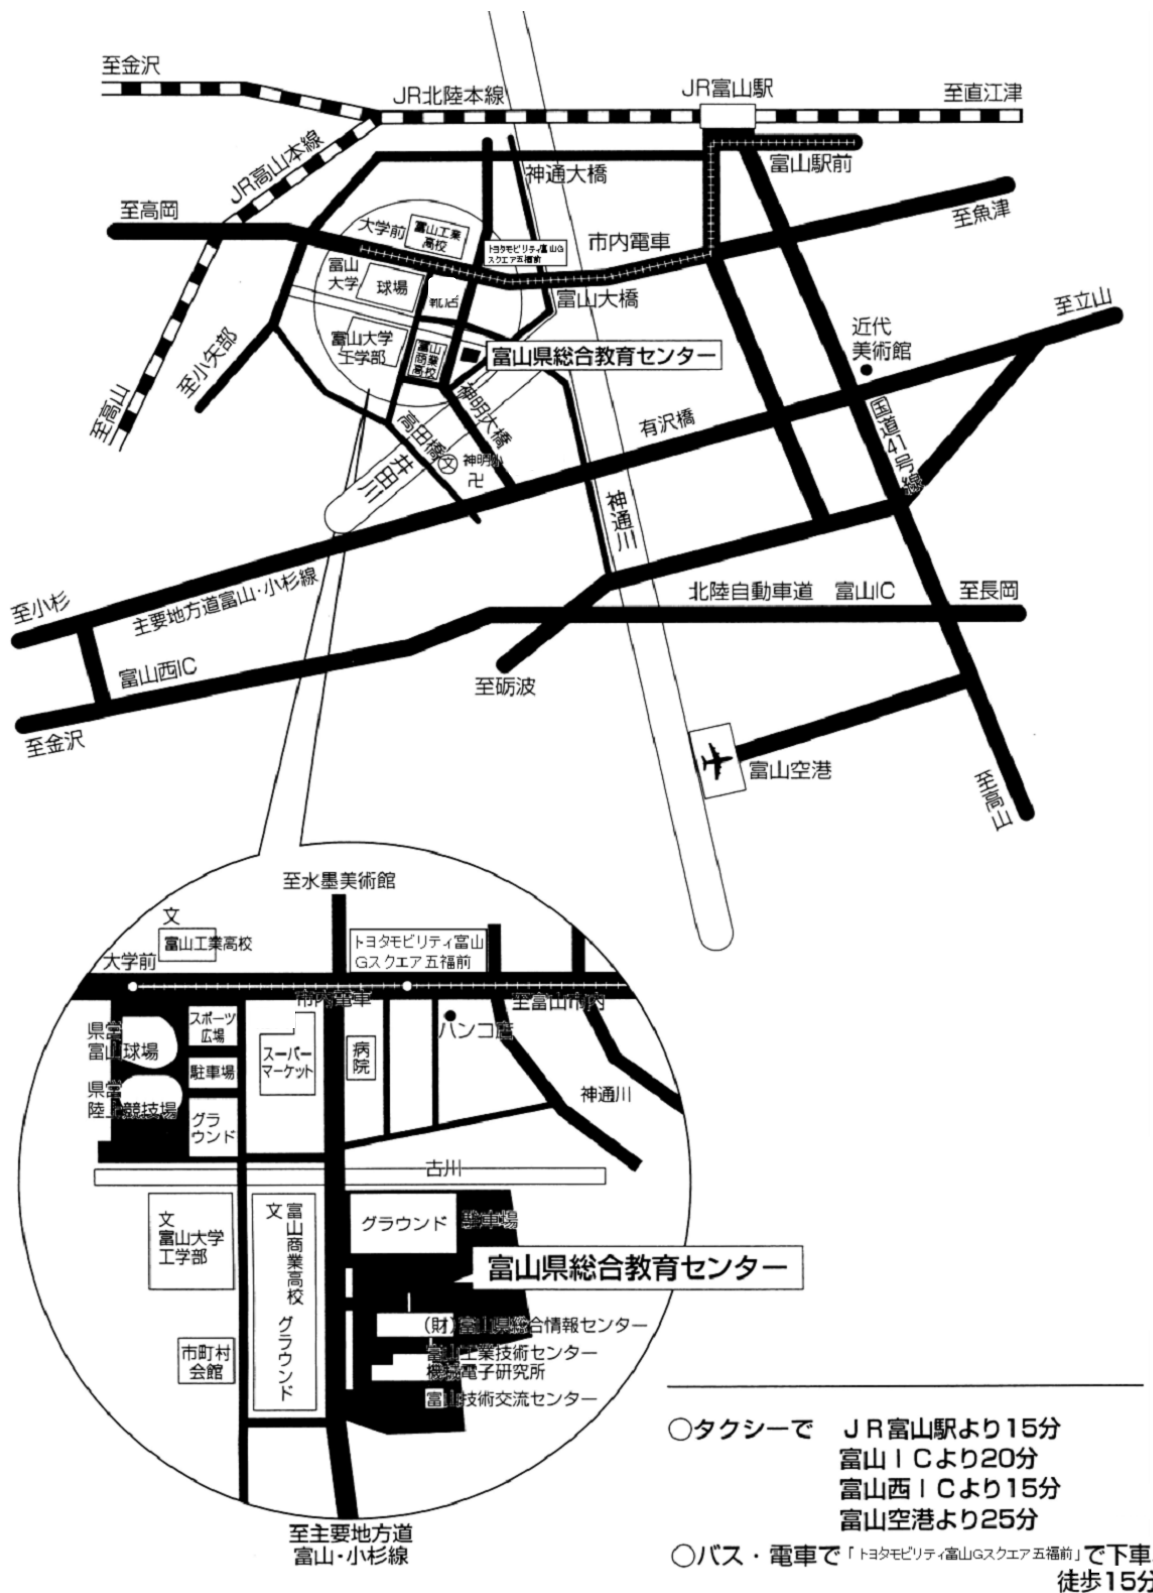 至金沢
JR北陸本線
JR富山駅
至直江津
JR高山本線
神通大橋
富山駅前
至高岡
大学前
富山工業
高校
トヨタモビリティ富山G
スクエア五福前
市内電車
至魚津
富山
大学
球場
富山大橋
至立山
近代
美術館
富山大学
工学部
富山
商業
高校
富山県総合教育センター
至小矢部
至高山
神明大橋
高田橋
有沢橋
国道41号線
文
神明小
卍
井田川
神通川
至小杉
主要地方道富山・小杉線
北陸自動車道 富山IC
至長岡
富山西IC
至砺波
至金沢
富山空港
至高山
至水墨美術館
文
富山工業高校
トヨタモビリティ富山
Gスクエア五福前
大学前
市内電車
至富山市内
スポーツ
広場
県営
富山球場
ハンコ店
スーパー
マーケット
病院
駐車場
県営
陸上競技場
グラ
ウンド
神通川
古川
文
富山大学
工学部
文
富山商業高校
グラウンド
グラウンド
駐車場
富山県総合教育センター
(財)富山県総合情報センター
市町村
会館
富山工業技術センター
機械電子研究所
富山技術交流センター
至主要地方道
富山・小杉線
○タクシーで JR富山駅より15分
富山ICより20分
富山西ICより15分
富山空港より25分
○バス・電車で「トヨタモビリティ富山Gスクエア五福前」で下車
徒歩15分